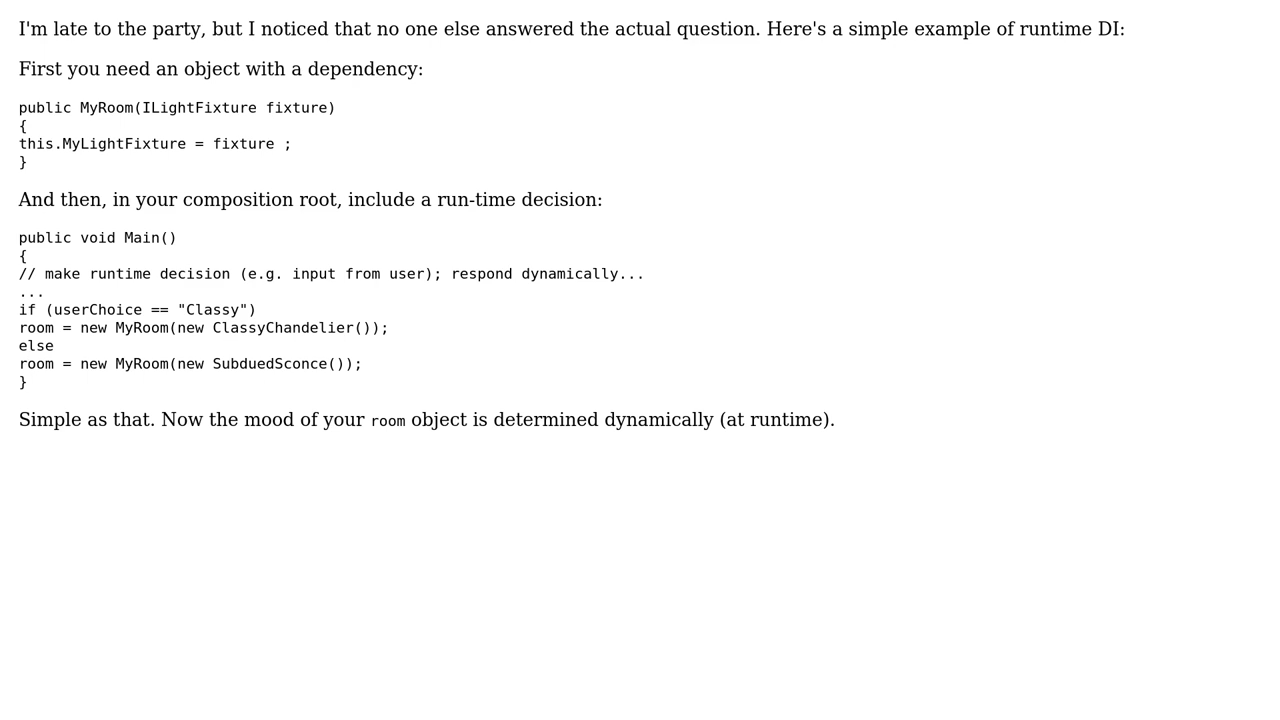 I'm late to the party, but I noticed that no one else answered the actual question. Here's a simple example of runtime DI:
First you need an object with a dependency:
public MyRoom(ILightFixture fixture)
{
this.MyLightFixture = fixture ;
}
And then, in your composition root, include a run-time decision:
public void Main()
{
// make runtime decision (e.g. input from user); respond dynamically...
...
if (userChoice == "Classy")
room = new MyRoom(new ClassyChandelier());
else
room = new MyRoom(new SubduedSconce());
}
Simple as that. Now the mood of your room object is determined dynamically (at runtime).